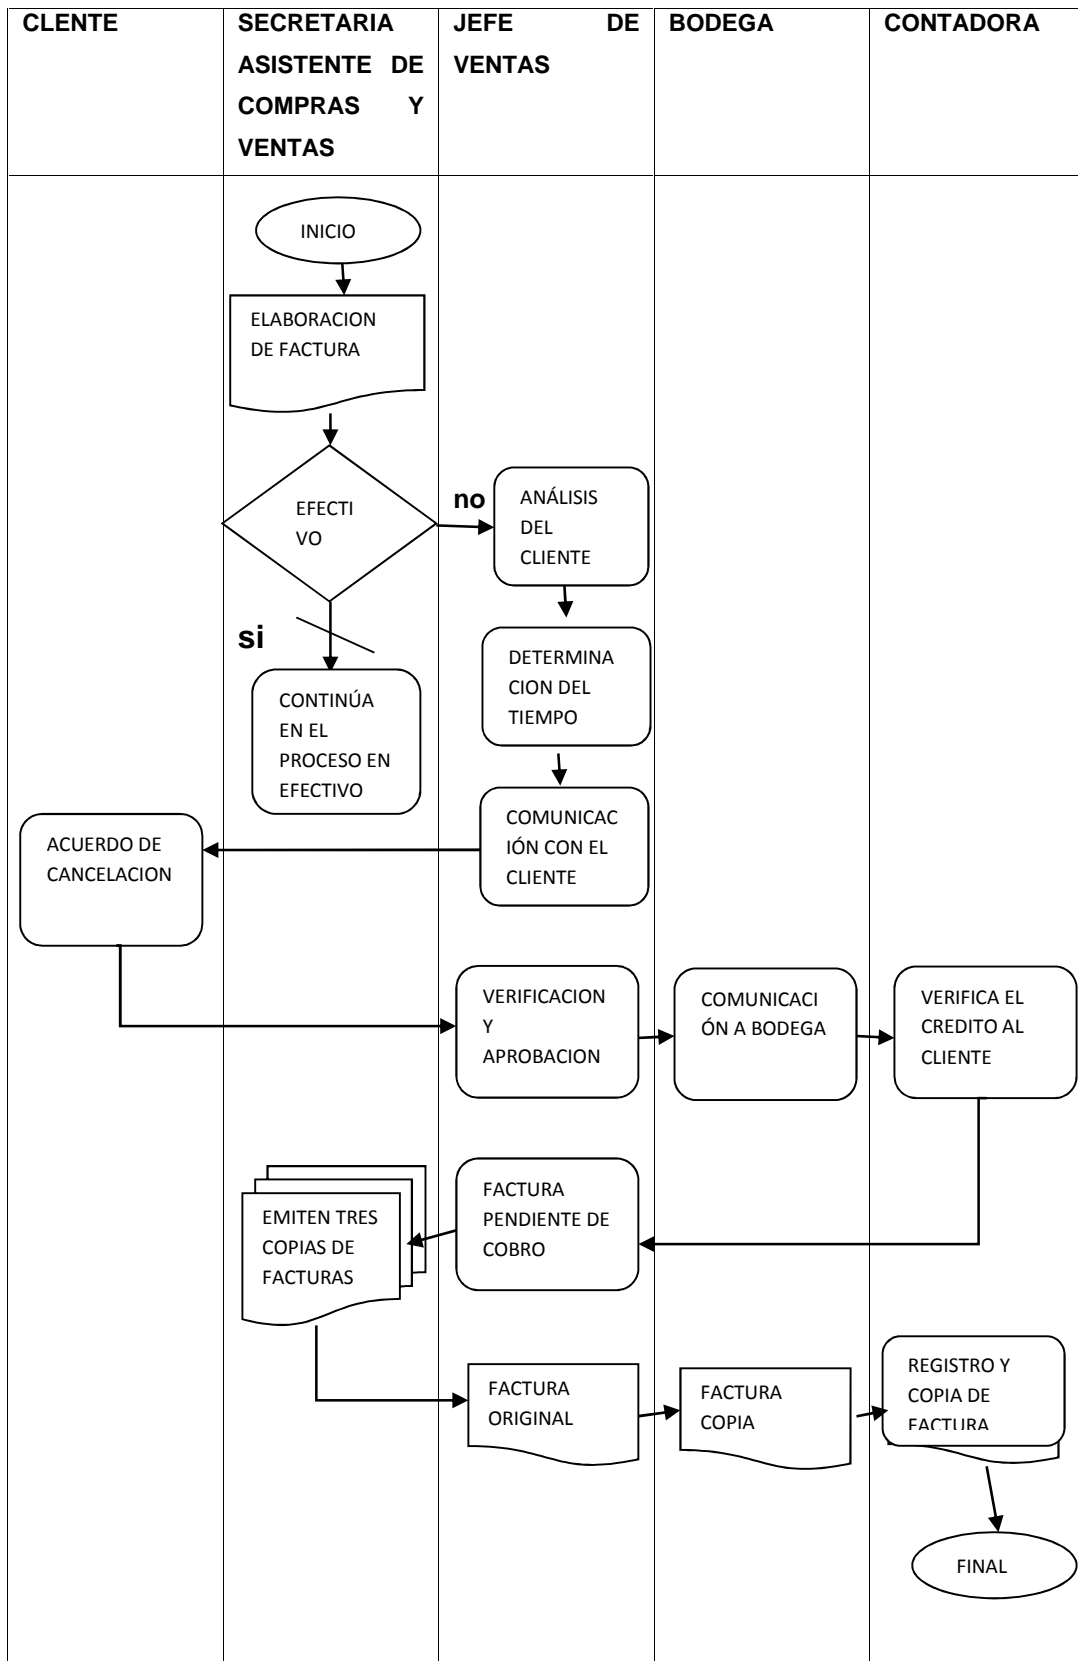 CLENTE
SECRETARIA
ASISTENTE DE
COMPRAS Y
VENTAS
JEFE DE
VENTAS
BODEGA
CONTADORA
INICIO
ELABORACION
DE FACTURA
EFECTI
VO
no
ANÁLISIS
DEL
CLIENTE
si
DETERMINA
CION DEL
TIEMPO
CONTINÚA
EN EL
PROCESO EN
EFECTIVO
COMUNICAC
IÓN CON EL
CLIENTE
ACUERDO DE
CANCELACION
VERIFICACION
Y
APROBACION
COMUNICACI
ÓN A BODEGA
VERIFICA EL
CREDITO AL
CLIENTE
EMITEN TRES
COPIAS DE
FACTURAS
FACTURA
PENDIENTE DE
COBRO
FACTURA
ORIGINAL
FACTURA
COPIA
REGISTRO Y
COPIA DE
FACTURA
FINAL